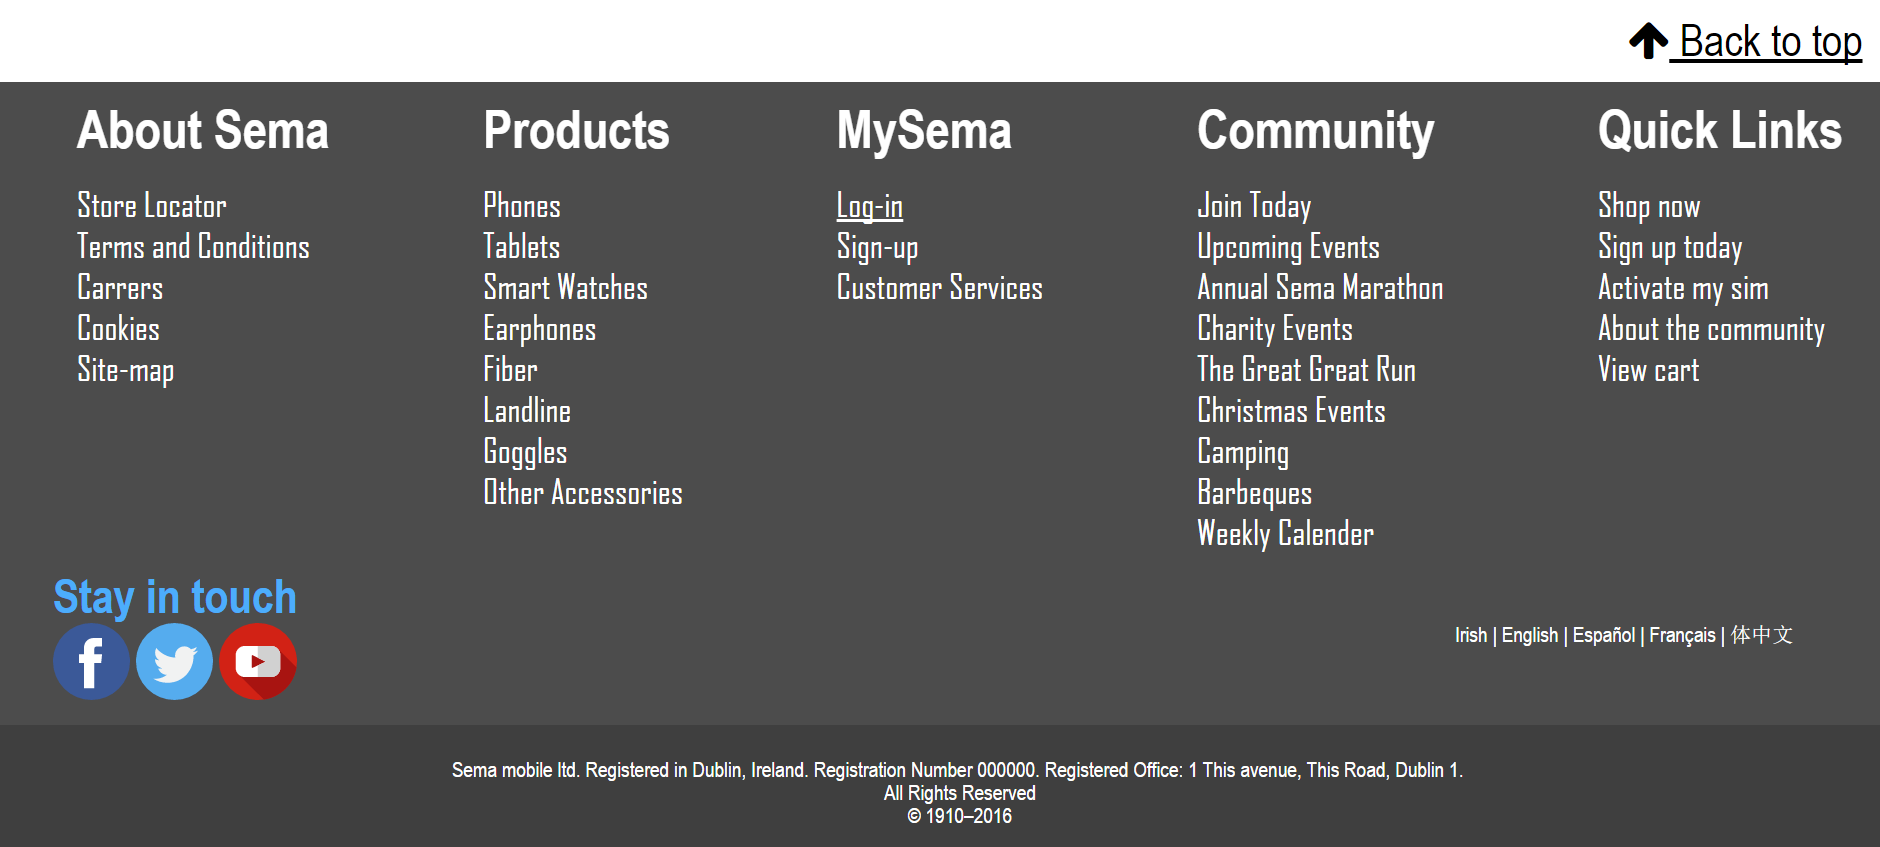 Back to top
About Sema
Store Locator
Terms and Conditions
Carrers
Cookies
Site-map
Products
Phones
Tablets
Smart Watches
Earphones
Fiber
Landline
Goggles
Other Accessories
MySema
Log-in
Sign-up
Customer Services
Community
Join Today
Upcoming Events
Annual Sema Marathon
Charity Events
The Great Great Run
Christmas Events
Camping
Barbeques
Weekly Calender
Quick Links
Shop now
Sign up today
Activate my sim
About the community
View cart
Stay in touch
Irish | English | Español | Français | 体中文
Sema mobile ltd. Registered in Dublin, Ireland. Registration Number 000000. Registered Office: 1 This avenue, This Road, Dublin 1.
All Rights Reserved
© 1910–2016